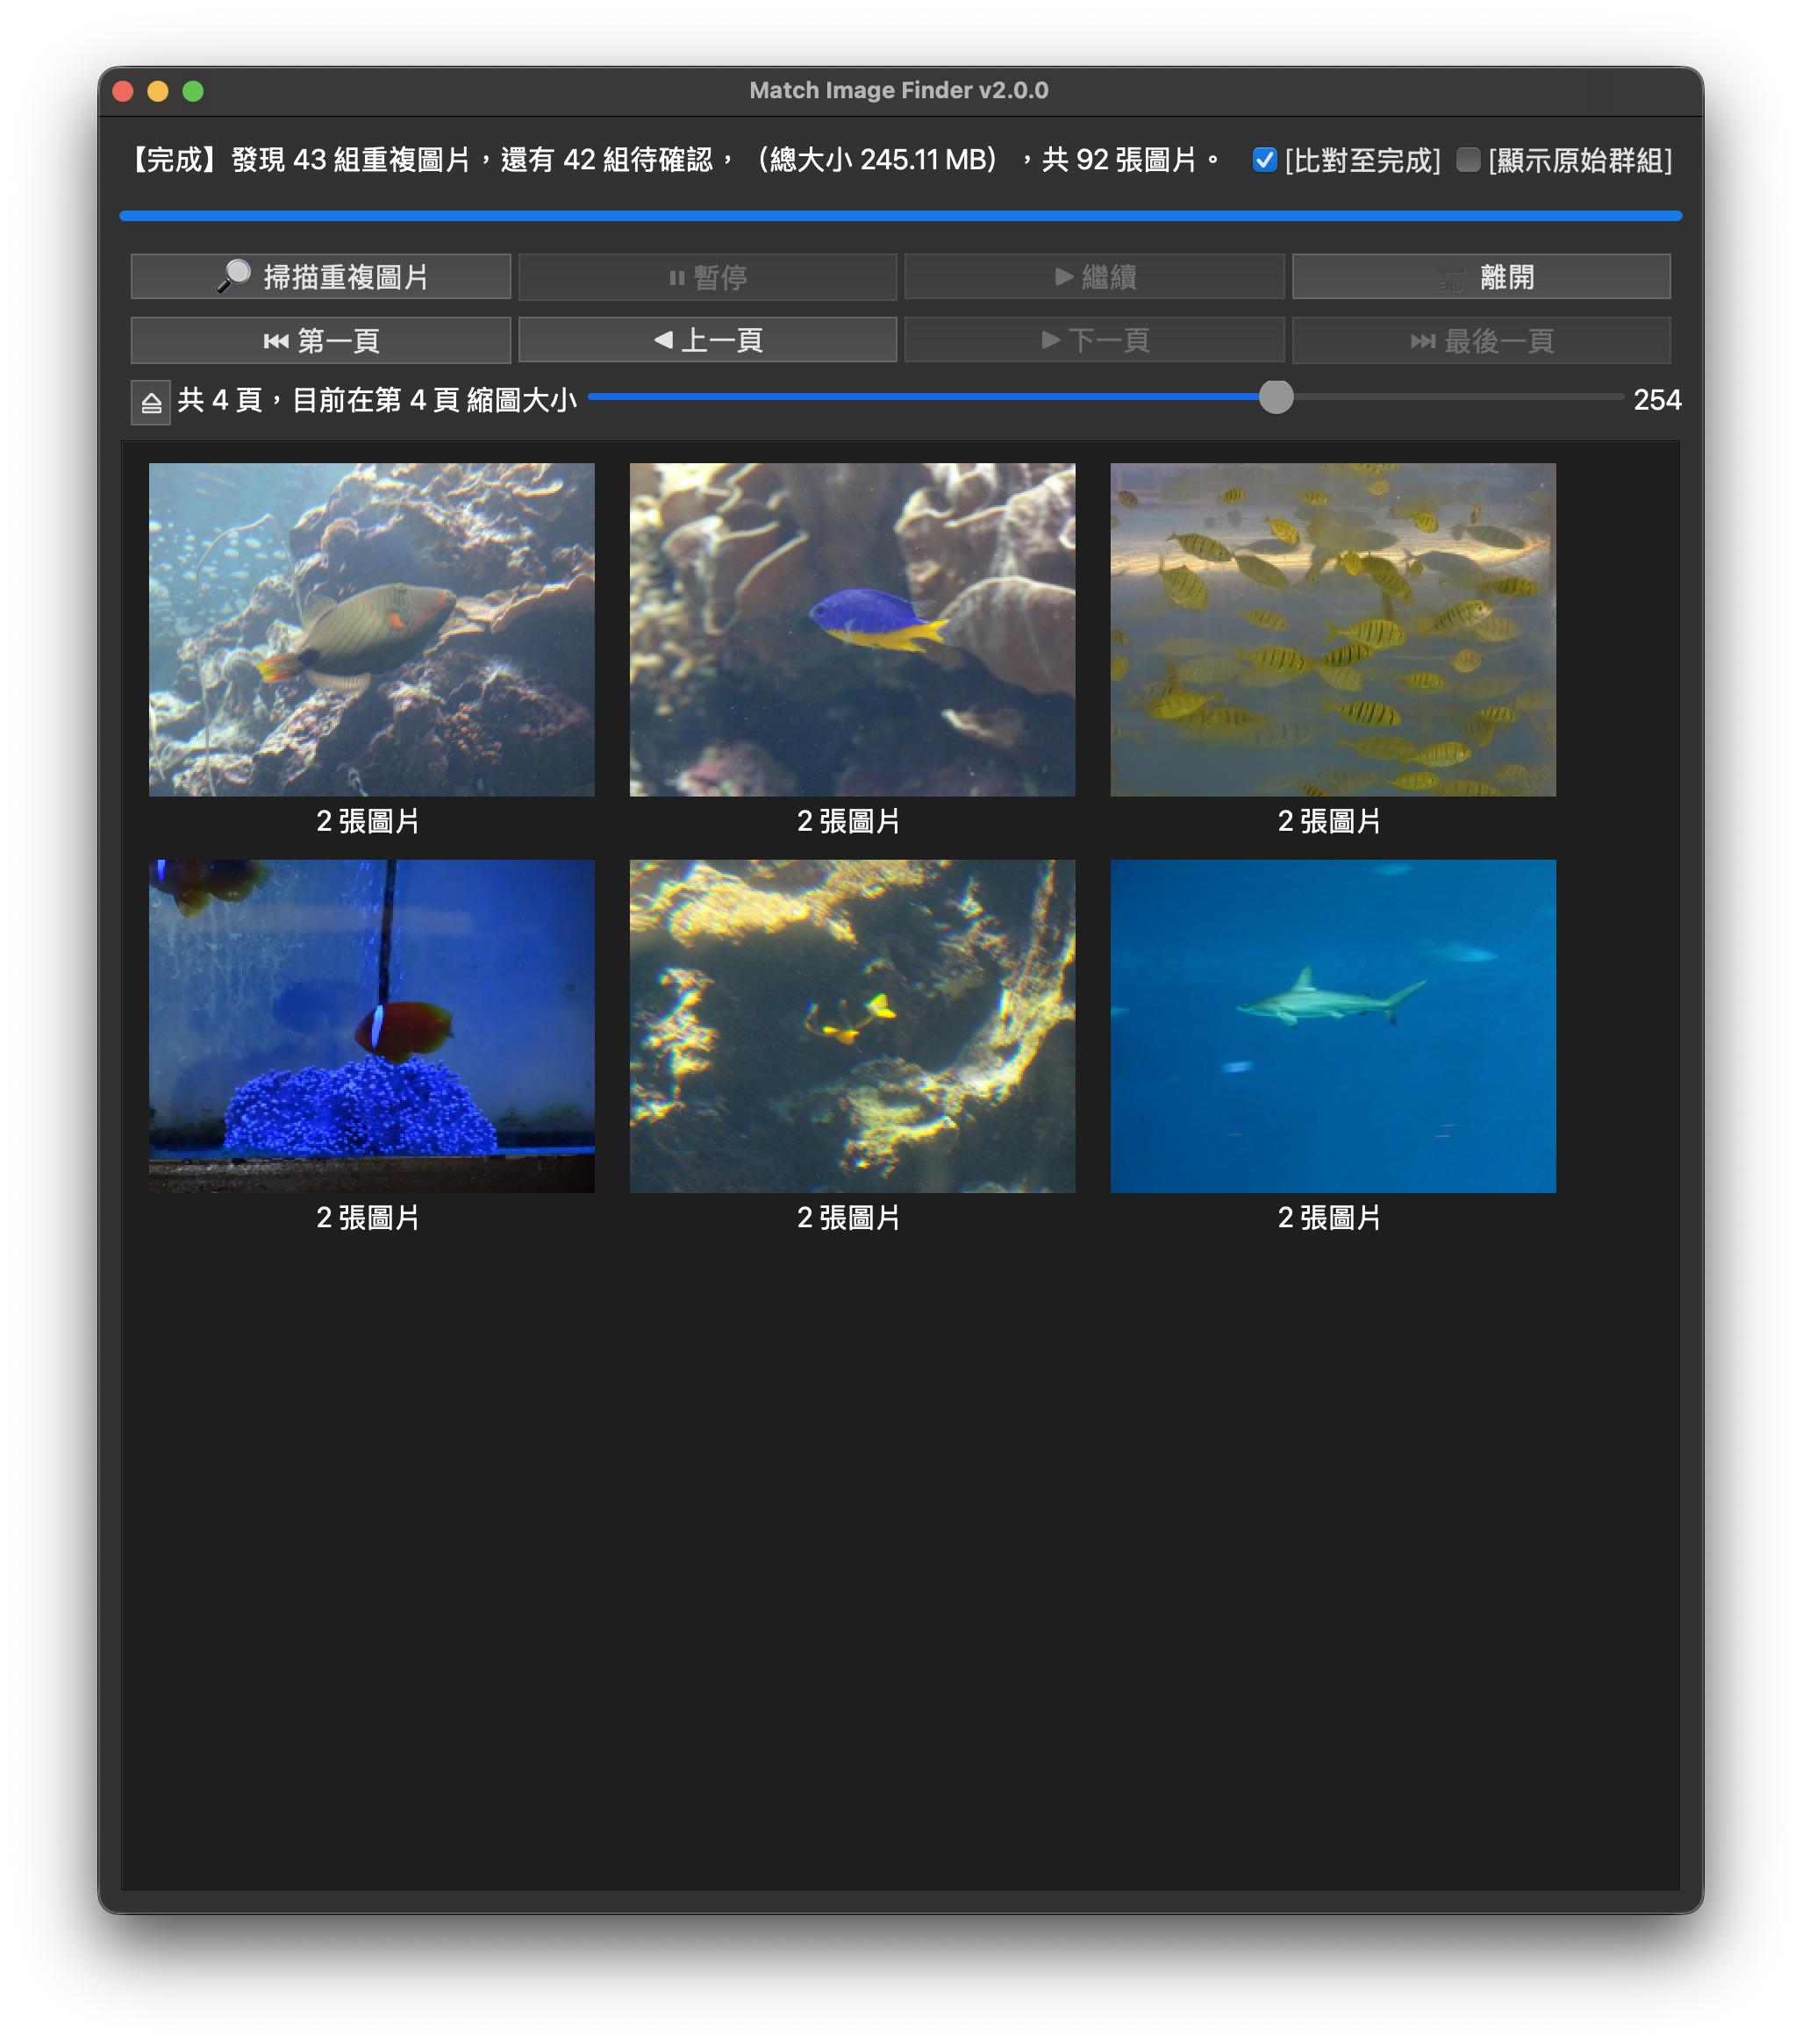 Match Image Finder v2.0.0
【完成】發現 43 組重複圖片，還有 42 組待確認，（總大小 245.11 MB），共 92 張圖片。 [比對至完成] [顯示原始群組]
掃描重複圖片 暫停 繼續 END 離開
第一頁 上一頁 下一頁 最後一頁
共 4 頁，目前在第 4 頁 縮圖大小 254
2 張圖片 2 張圖片 2 張圖片
2 張圖片 2 張圖片 2 張圖片